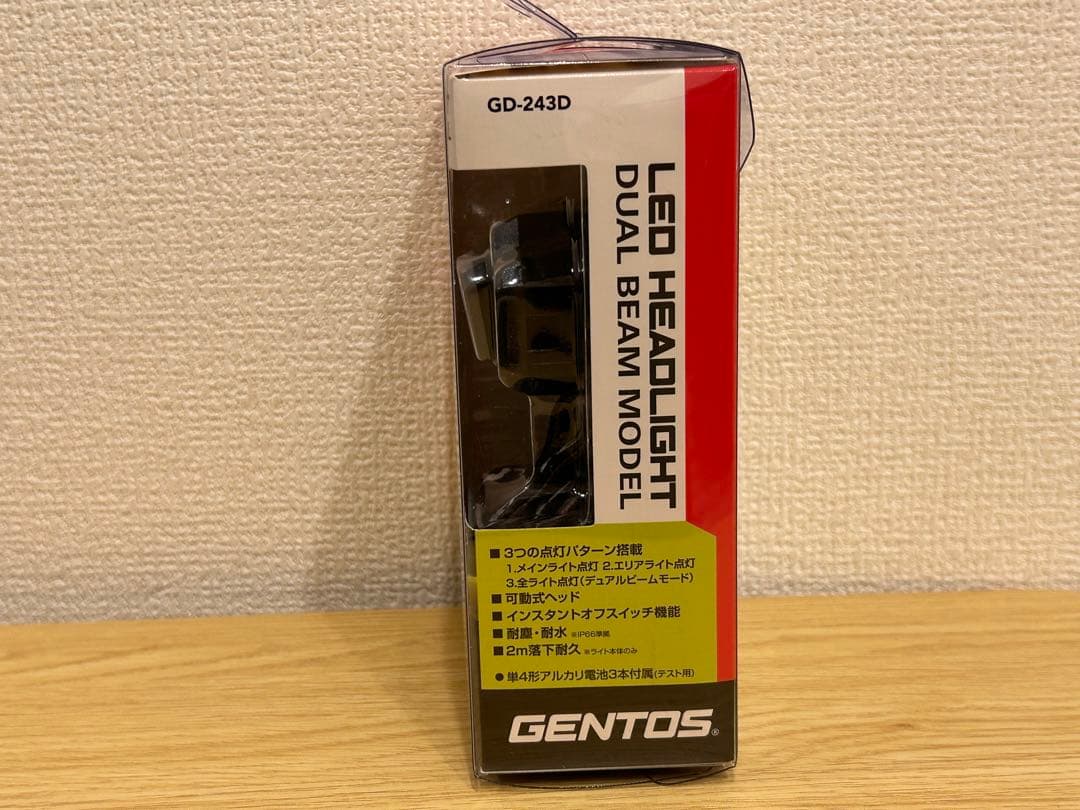 GD-243D
LED HEADLIGHT
DUAL BEAM MODEL
■3つの点灯パターン搭載
1.メインライト点灯 2.エリアライト点灯
3.全ライト点灯(デュアルビームモード)
■可動式ヘッド
■インスタントオフスイッチ機能
■耐塵・耐水 ※IP66準拠
■2m落下耐久 ※ライト本体のみ
●単4形アルカリ電池3本付属(テスト用)
GENTOS®